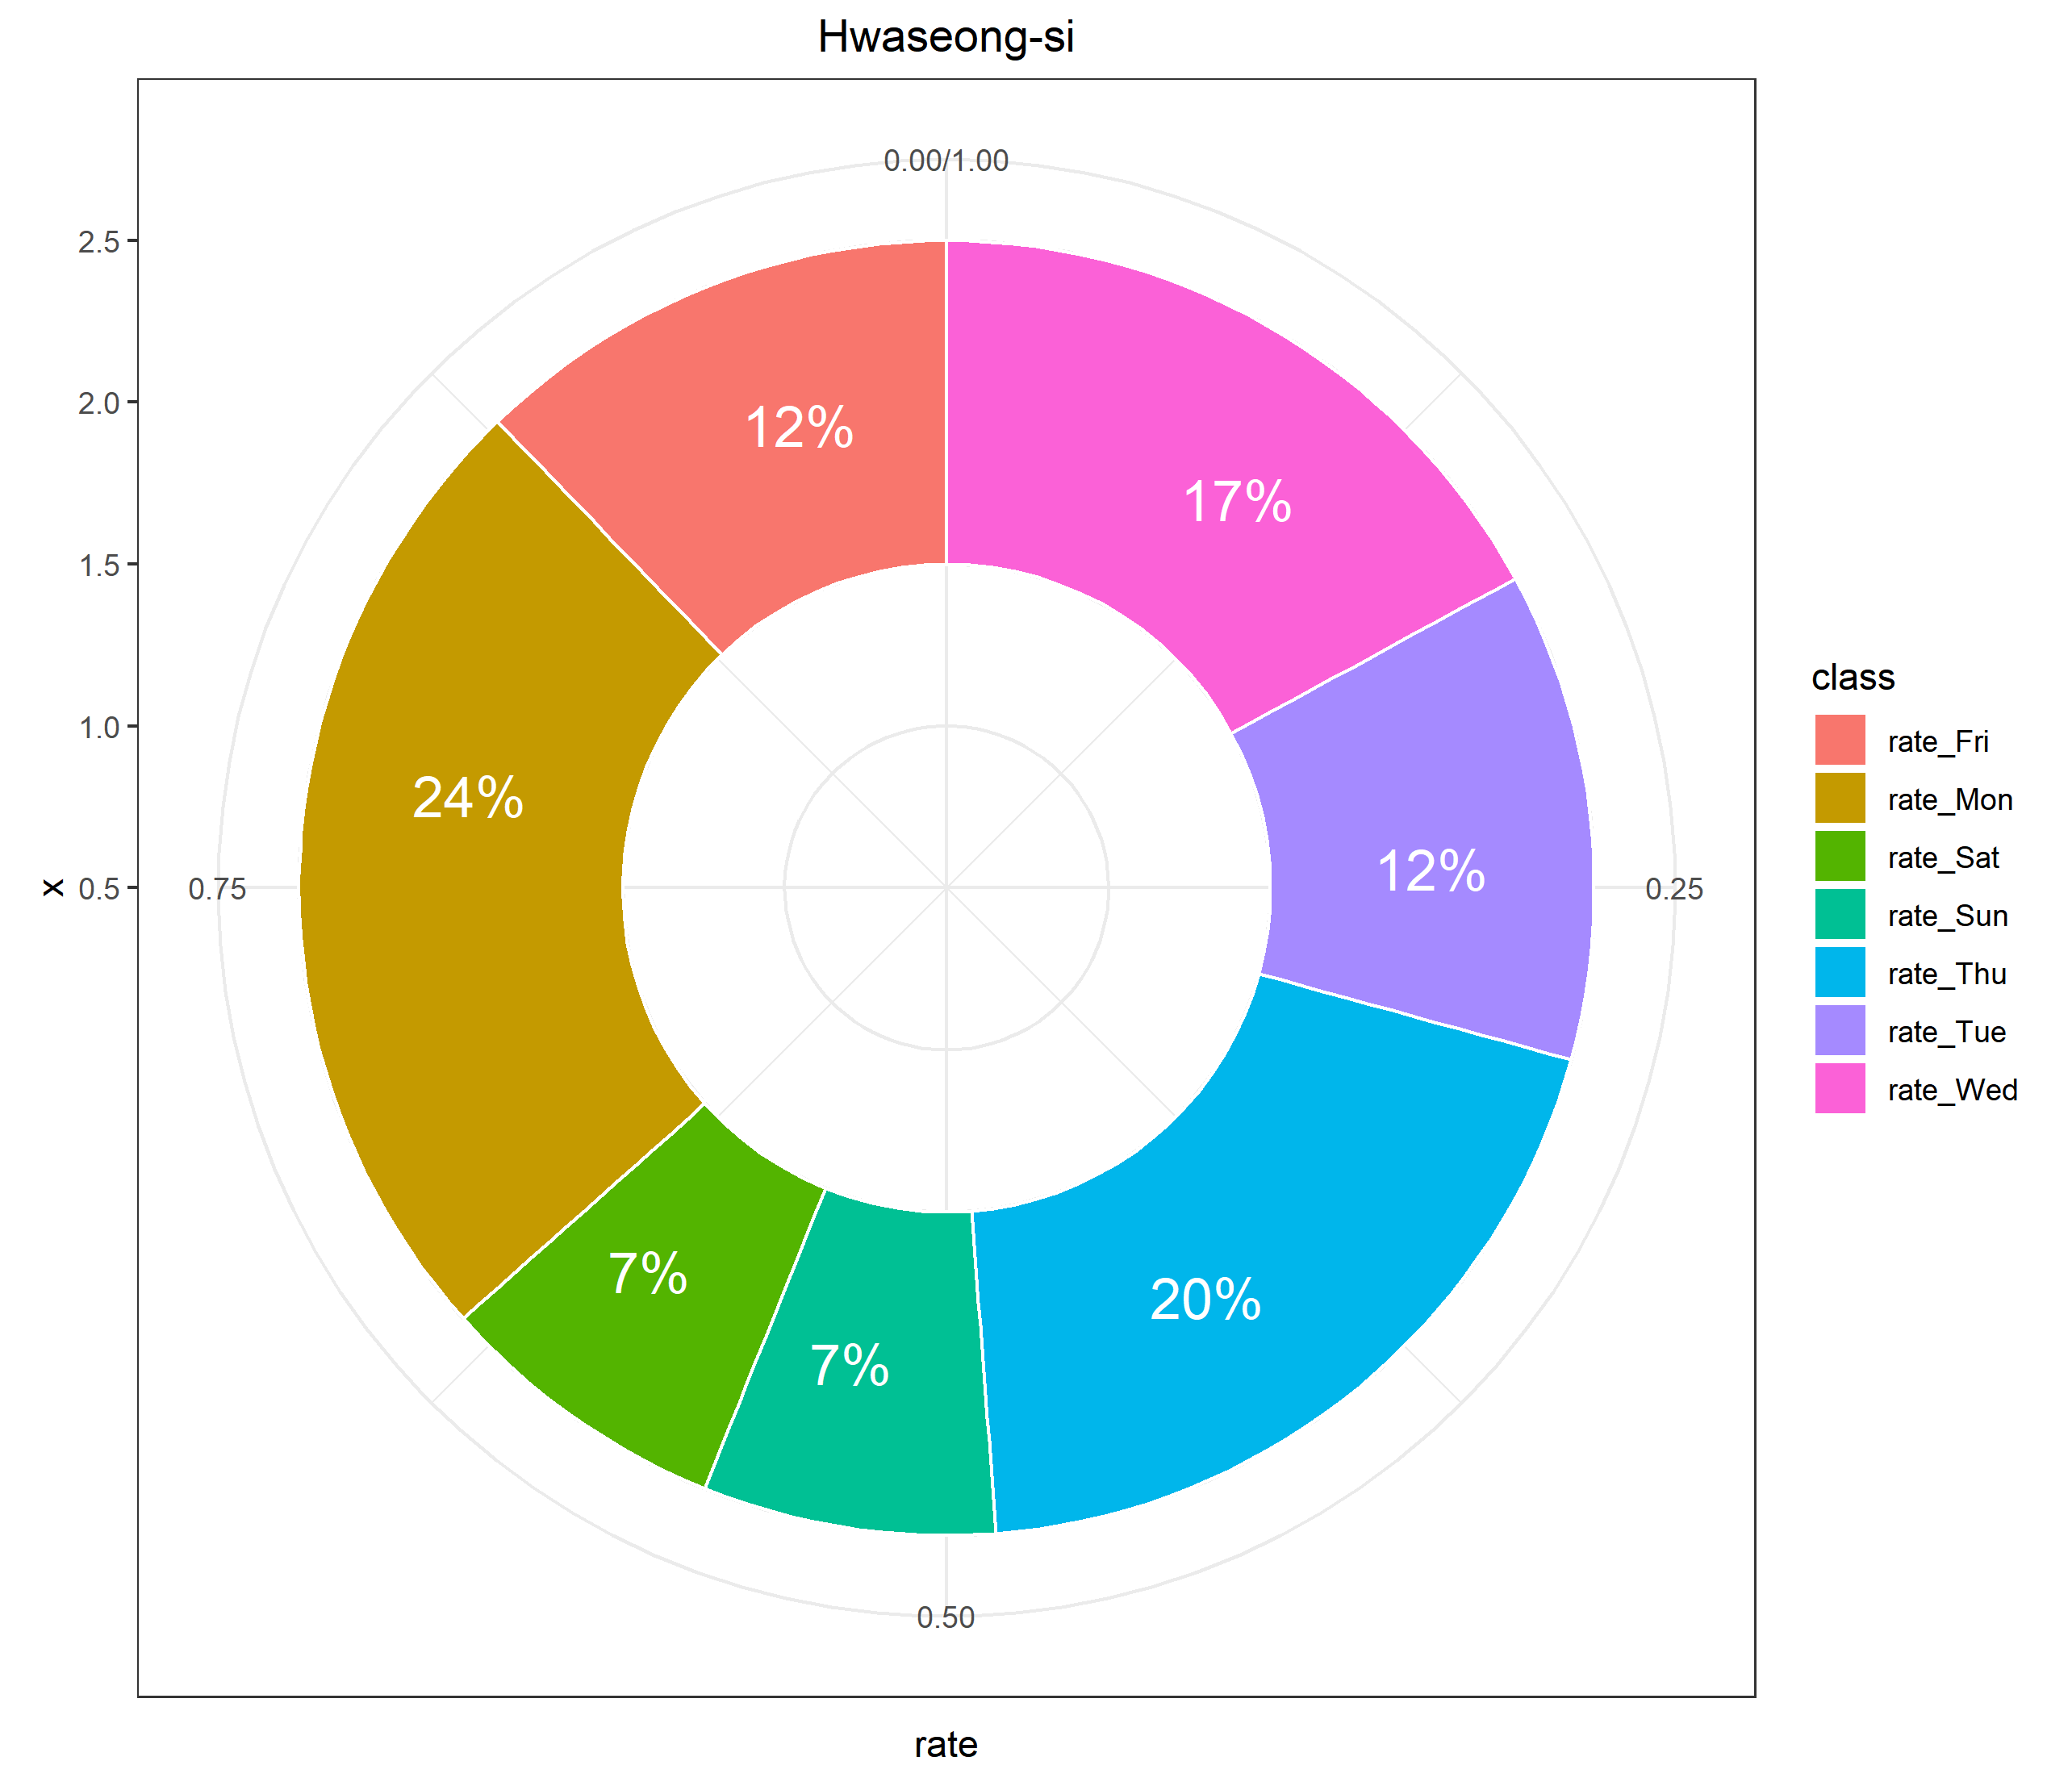 Hwaseong-si
0.00/1.00
2.5
2.0
1.5
1.0
0.5
x
0.75
0.25
0.50
12%
17%
24%
12%
7%
20%
7%
rate
class
rate_Fri
rate_Mon
rate_Sat
rate_Sun
rate_Thu
rate_Tue
rate_Wed